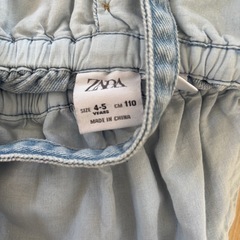 ZARA
SIZE 4-5 YEARS CM 110
MADE IN CHINA